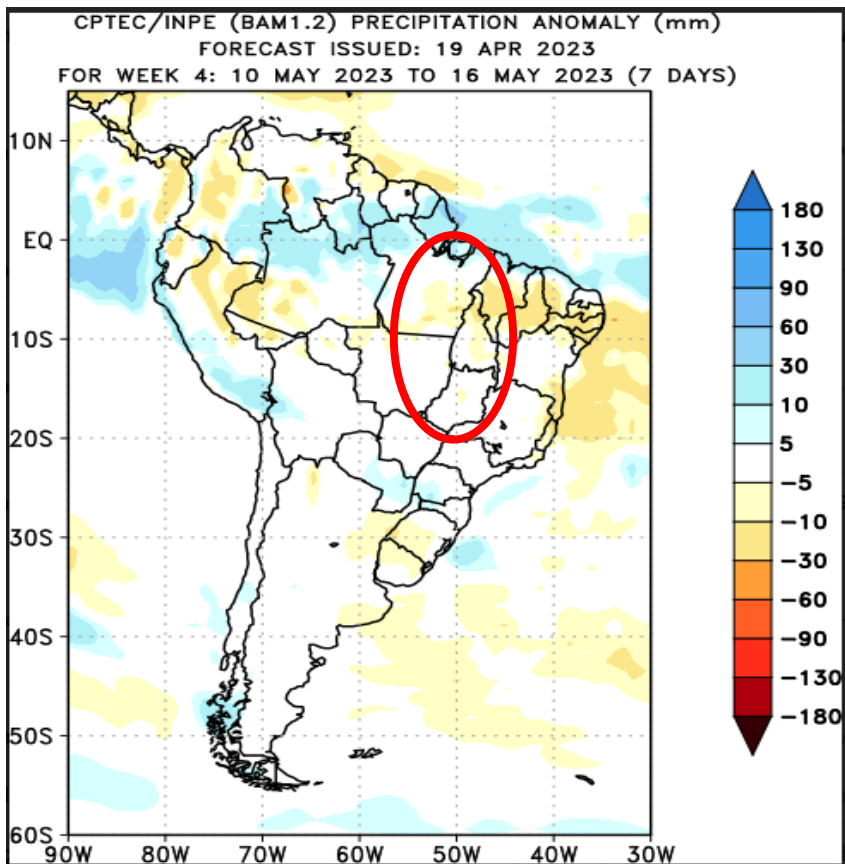 CPTEC/INPE (BAM1.2) PRECIPITATION ANOMALY (mm)
FORECAST ISSUED: 19 APR 2023
FOR WEEK 4: 10 MAY 2023 TO 16 MAY 2023 (7 DAYS)
10N
EQ
10S
20S
30S
40S
50S
60S
90W 80W 70W 60W 50W 40W 30W
180
130
90
60
30
10
5
-5
-10
-30
-60
-90
-130
-180